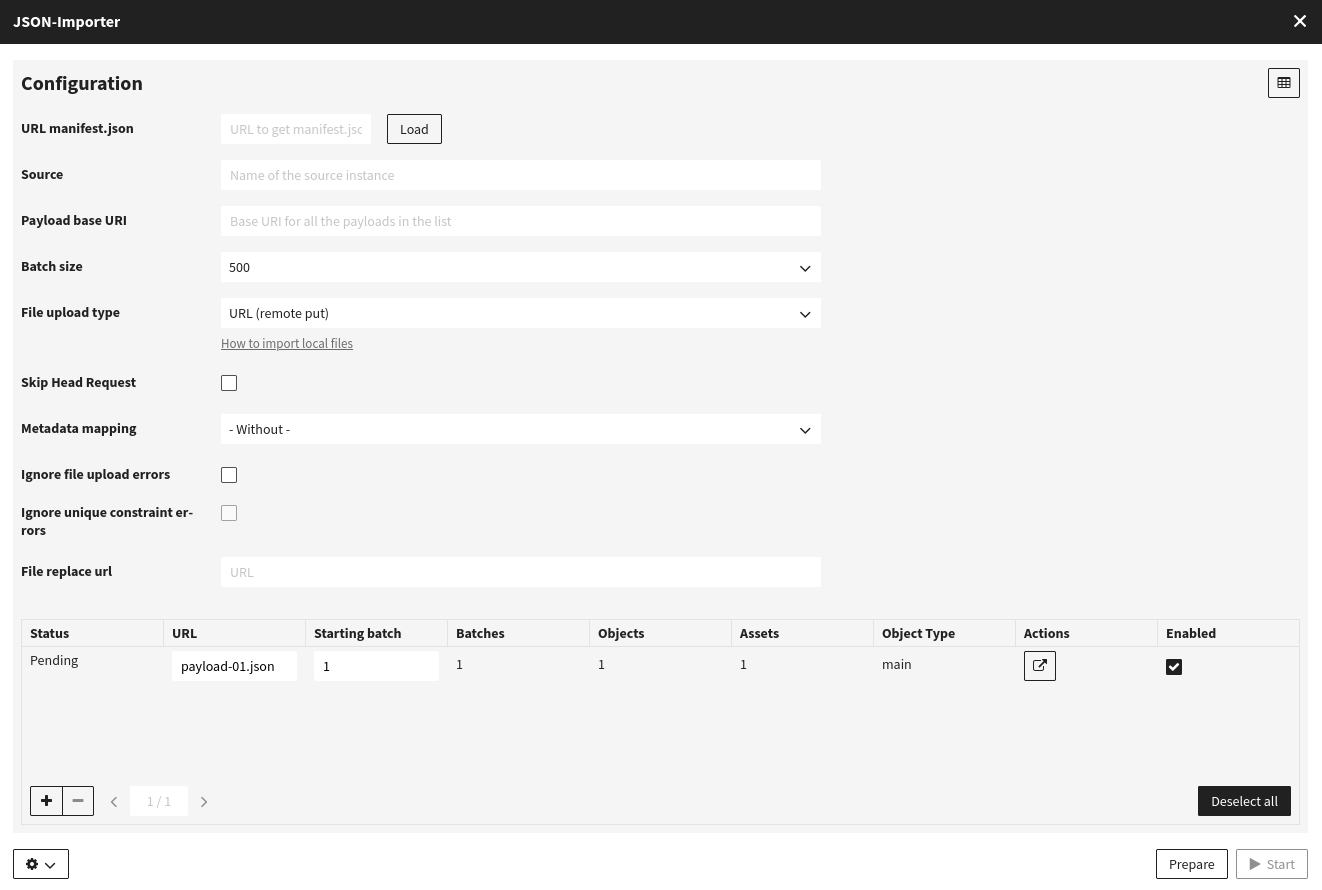 JSON-Importer
Configuration
URL manifest.json
URL to get manifest.jsc
Load
Source
Name of the source instance
Payload base URI
Base URI for all the payloads in the list
Batch size
500
File upload type
URL (remote put)
How to import local files
Skip Head Request
Metadata mapping
- Without -
Ignore file upload errors
Ignore unique constraint er-
rors
File replace url
URL
Status URL Starting batch Batches Objects Assets Object Type Actions Enabled
Pending payload-01.json 1 1 1 1 main
1 / 1
Deselect all
Prepare
Start